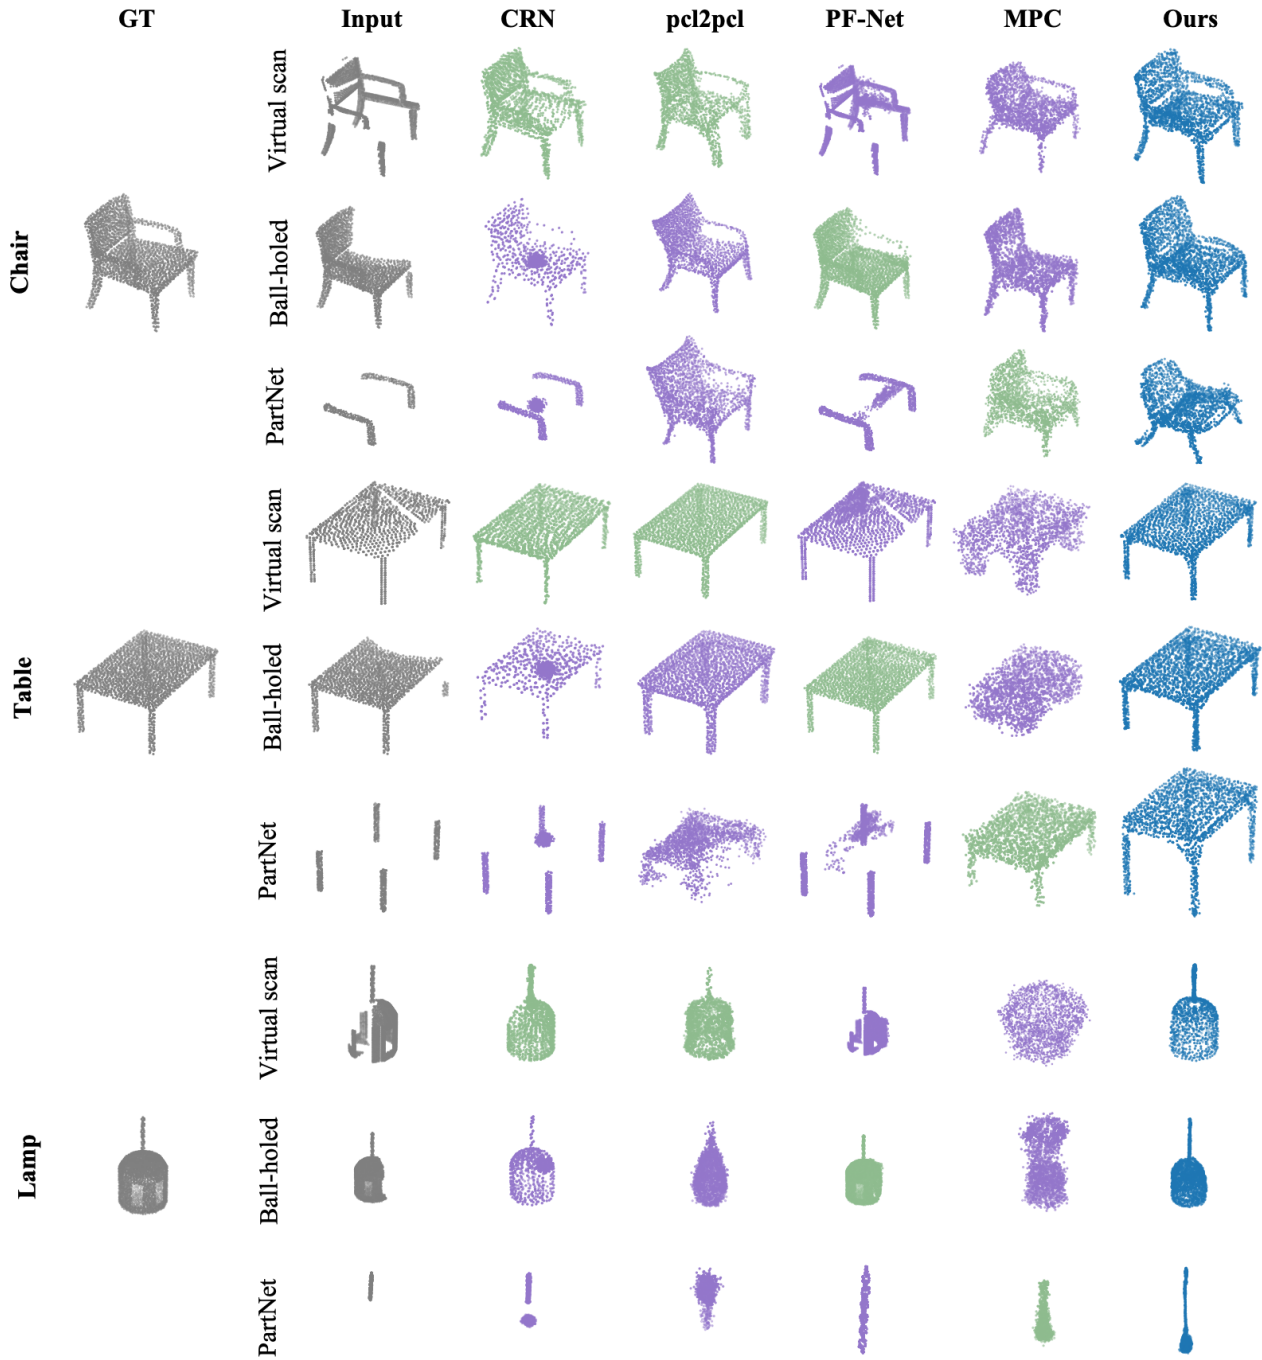 GT Input CRN pcl2pcl PF-Net MPC Ours
Chair
Virtual scan
Ball-holed
PartNet
Table
Virtual scan
Ball-holed
PartNet
Lamp
Virtual scan
Ball-holed
PartNet